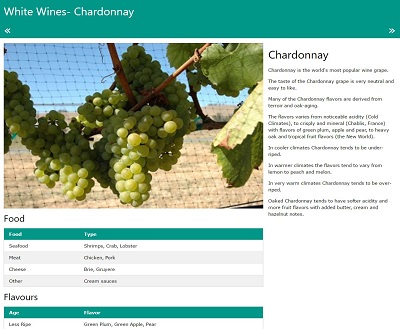 White Wines- Chardonnay
«
»
Chardonnay
Chardonnay is the world's most popular wine grape.
The taste of the Chardonnay grape is very neutral and
easy to like.
Many of the Chardonnay flavors are derived from
terroir and oak-aging.
The flavors varies from noticeable acidity (Cold
Climates), to crisply and mineral (Chablis, France)
with flavors of green plum, apple and pear, to heavy
oak and tropical fruit flavors (the New World).
In cooler climates Chardonnay tends to be under-
riped.
In warmer climates the flavors tend to vary from
lemon to peach and melon.
In very warm climates Chardonnay tends to be over-
riped.
Oaked Chardonnay tends to have softer acidity and
more fruit flavors with added butter, cream and
hazelnut notes.
Food
Food Type
Seafood Shrimps, Crab, Lobster
Meat Chicken, Pork
Cheese Brie, Gruyere
Other Cream sauces
Flavours
Age Flavor
Less Ripe Green Plum, Green Apple, Pear